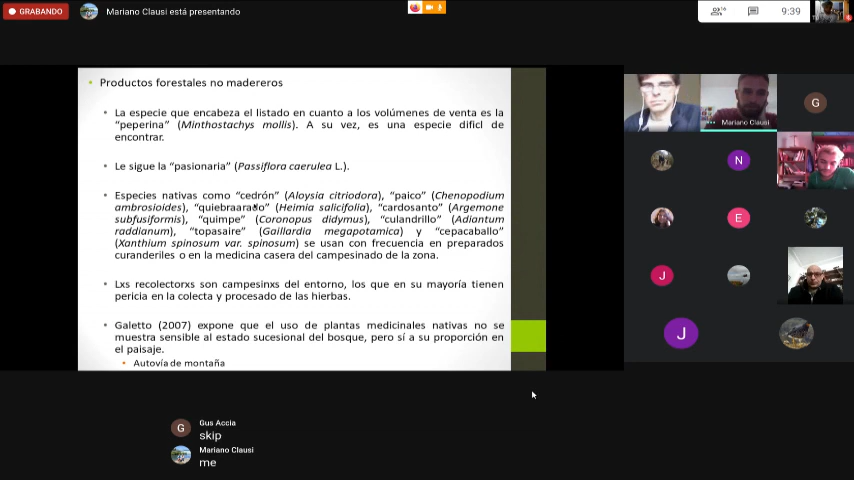 GRABANDO
Mariano Clausi está presentando
16
9:39
• Productos forestales no madereros
• La especie que encabeza el listado en cuanto a los volúmenes de venta es la
“peperina” (Minthostachys mollis). A su vez, es una especie dificl de
encontrar.
• Le sigue la “pasionaria” (Passiflora caerulea L.).
• Especies nativas como “cedrón” (Aloysia citriodora), “paico” (Chenopodium
ambrosioides), “quiebraarado” (Heimia salicifolia), “cardosanto” (Argemone
subfusiformis), “quimpe” (Coronopus didymus), “culandrillo” (Adiantum
raddianum), “topasaire” (Gaillardia megapotamica) y “cepacaballo”
(Xanthium spinosum var. spinosum) se usan con frecuencia en preparados
curanderiles o en la medicina casera del campesinado de la zona.
• Lxs recolectorxs son campesinxs del entorno, los que en su mayoría tienen
pericia en la colecta y procesado de las hierbas.
• Galetto (2007) expone que el uso de plantas medicinales nativas no se
muestra sensible al estado sucesional del bosque, pero sí a su proporción en
el paisaje.
• Autovía de montaña
Mariano Clausi
G
N
E
J
J
G
Gus Accia
skip
Mariano Clausi
me